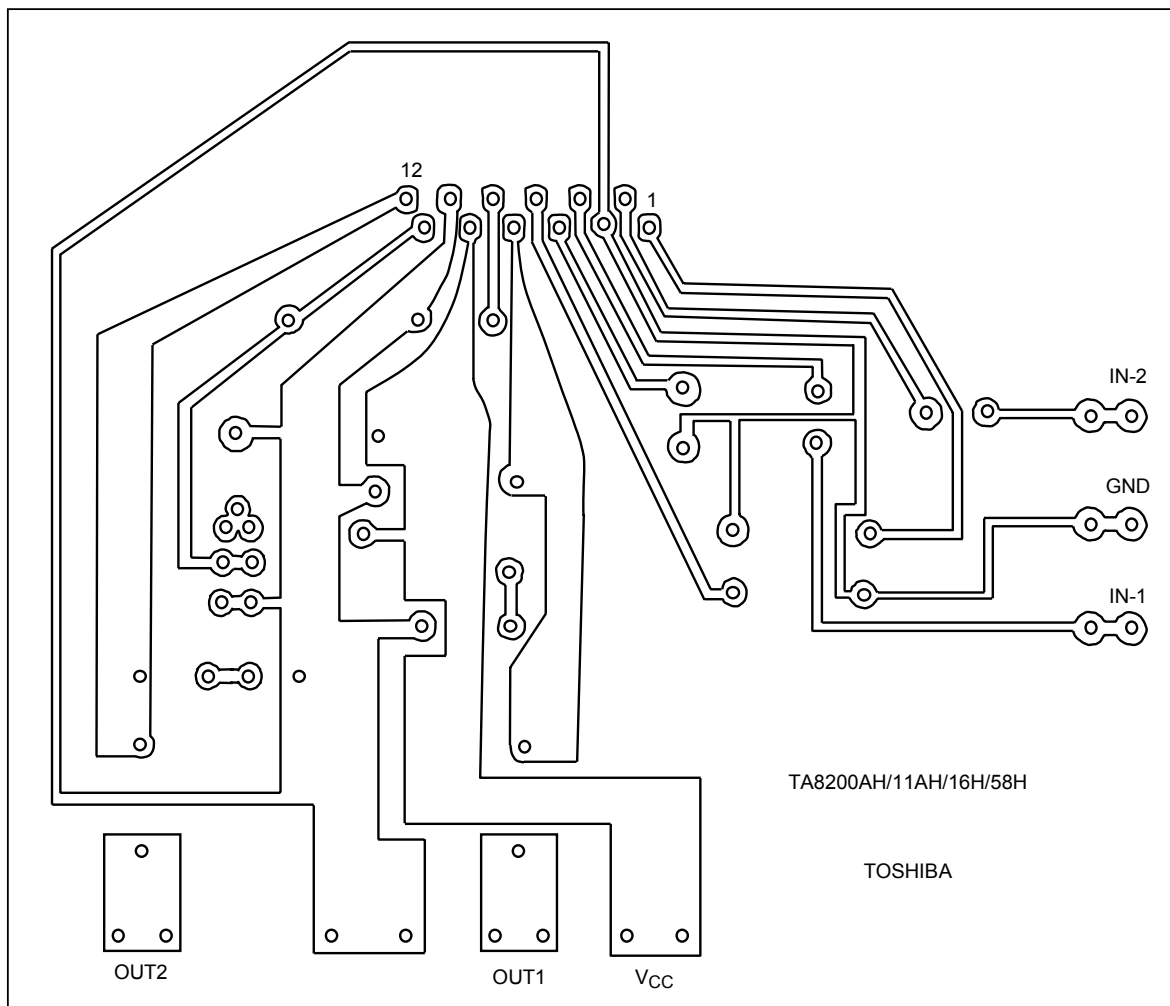 12
1
IN-2
GND
IN-1
TA8200AH/11AH/16H/58H
TOSHIBA
OUT2
OUT1
VCC